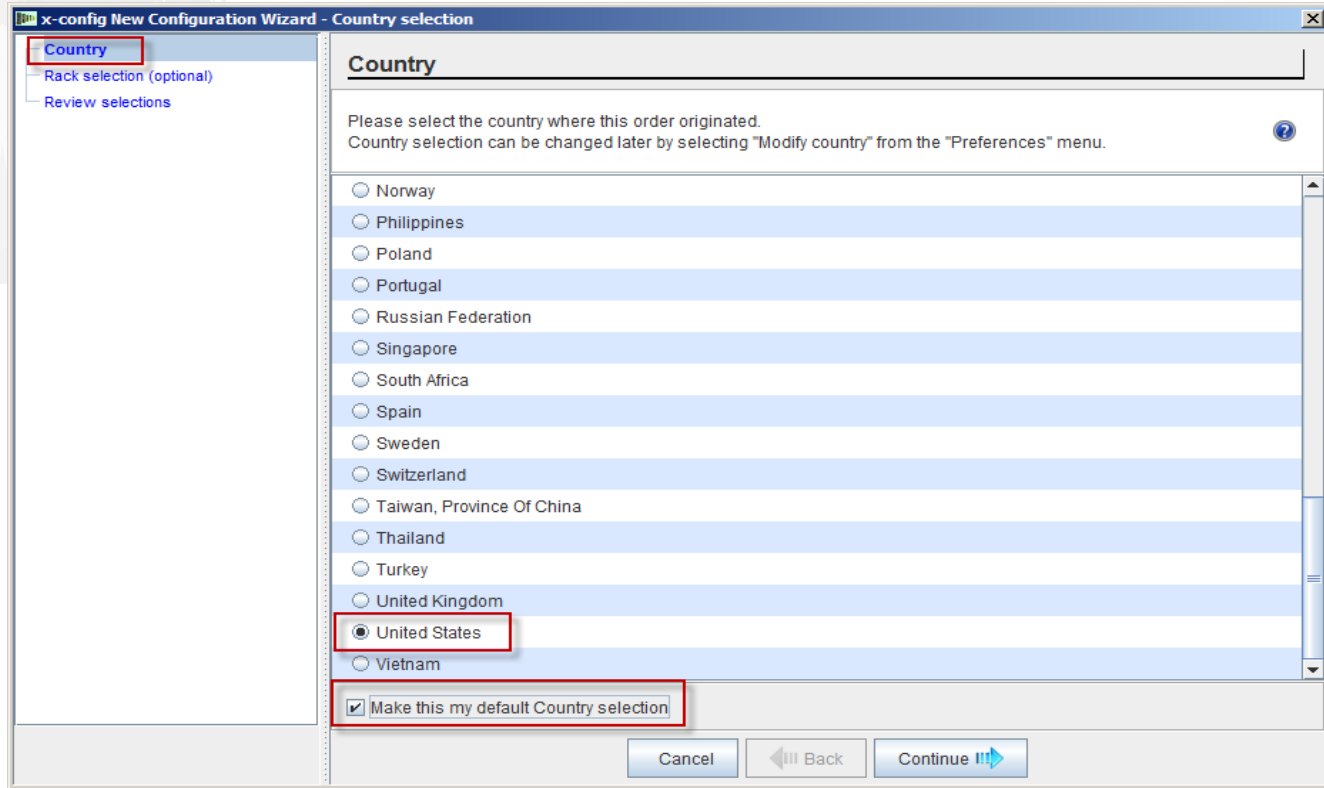 x-config New Configuration Wizard - Country selection
Country
Rack selection (optional)
Review selections
Country
Please select the country where this order originated.
Country selection can be changed later by selecting "Modify country" from the "Preferences" menu.
?
Norway
Philippines
Poland
Portugal
Russian Federation
Singapore
South Africa
Spain
Sweden
Switzerland
Taiwan, Province Of China
Thailand
Turkey
United Kingdom
United States
Vietnam
Make this my default Country selection
Cancel
Back
Continue